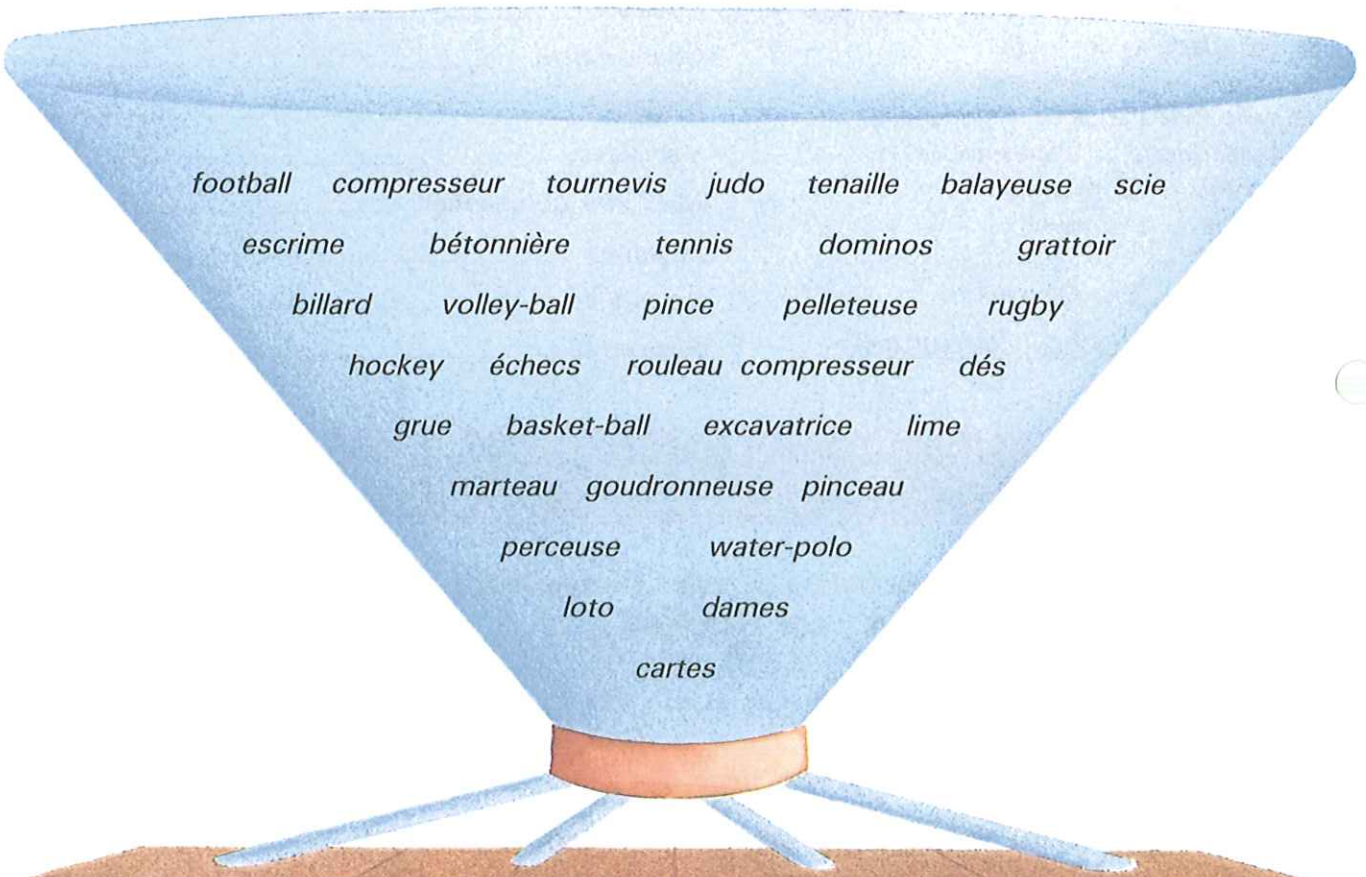 football compresseur tournevis judo tenaille balayeuse scie
escrime bétonnière tennis dominos grattoir
billard volley-ball pince pelleteuse rugby
hockey échecs rouleau compresseur dés
grue basket-ball excavatrice lime
marteau goudronneuse pinceau
perceuse water-polo
loto dames
cartes